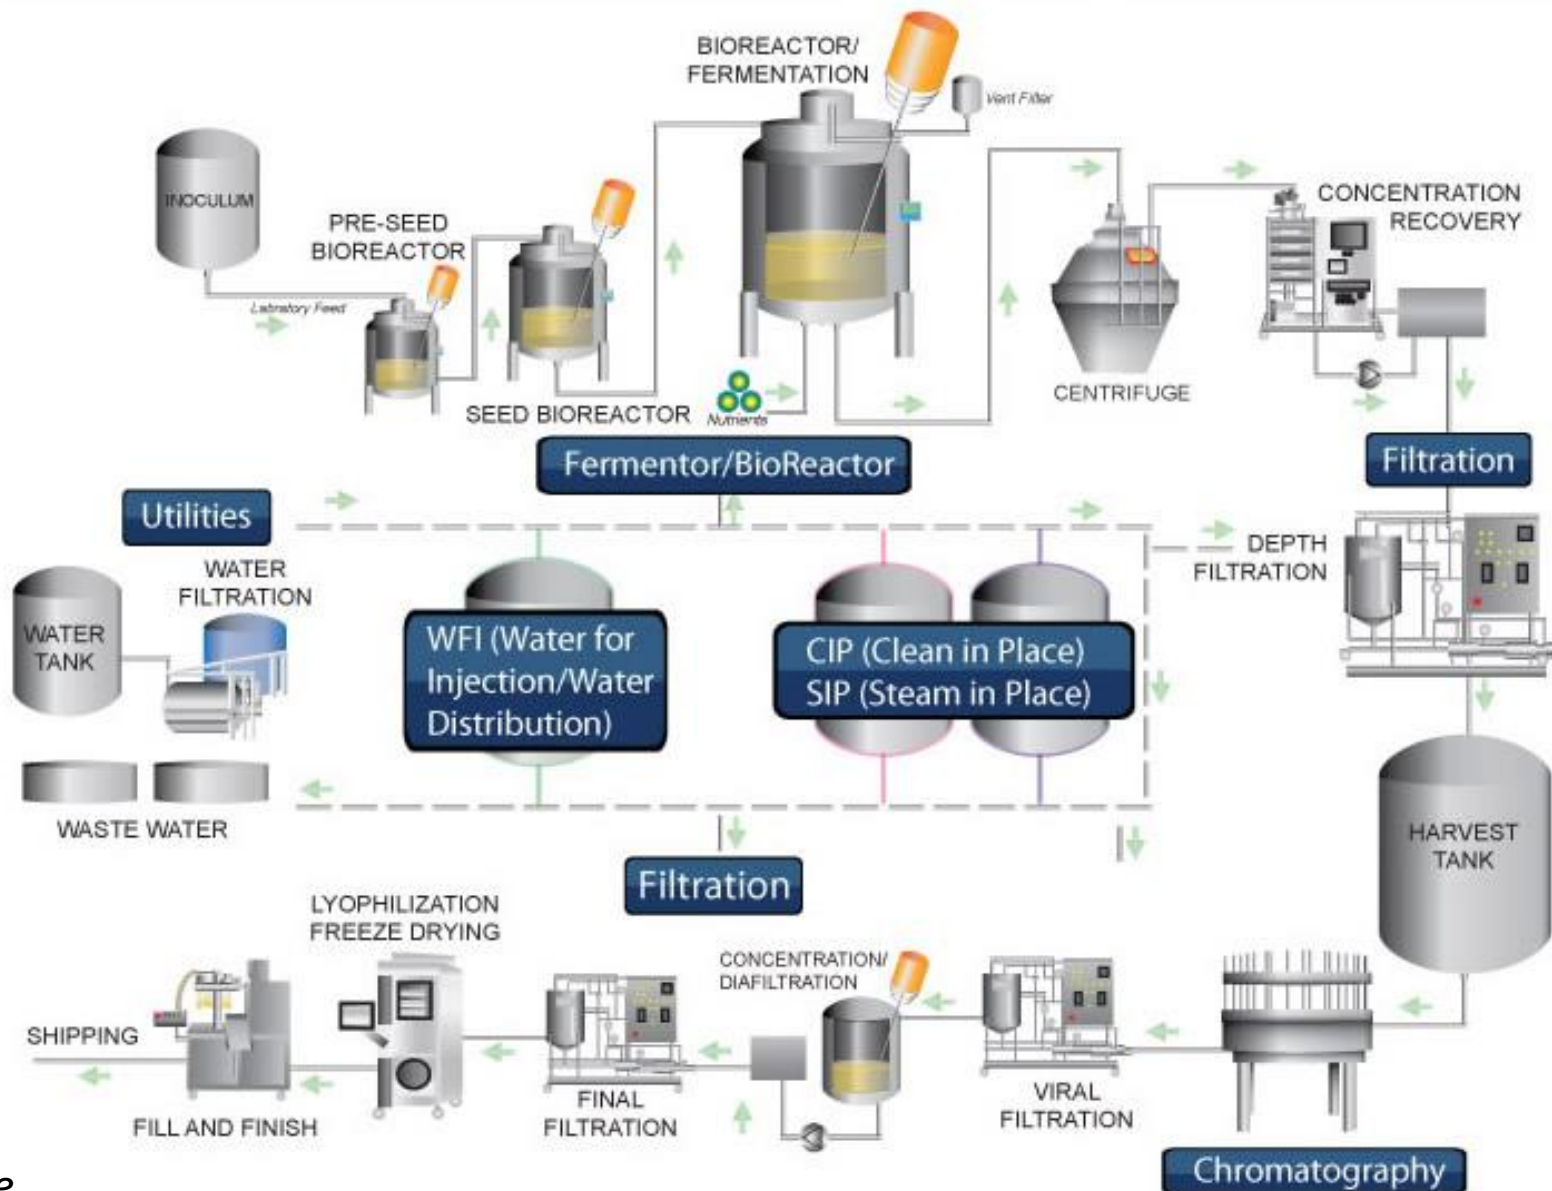 BIOREACTOR/
FERMENTATION
Vent Filter
INOCULUM
PRE-SEED
BIOREACTOR
Labratory Feed
CONCENTRATION
RECOVERY
SEED BIOREACTOR
Nutrients
CENTRIFUGE
Fermentor/BioReactor
Filtration
Utilities
WATER
FILTRATION
WATER
TANK
WFI (Water for
Injection/Water
Distribution)
CIP (Clean in Place)
SIP (Steam in Place)
DEPTH
FILTRATION
WASTE WATER
HARVEST
TANK
Filtration
LYOPHILIZATION
FREEZE DRYING
CONCENTRATION/
DIAFILTRATION
SHIPPING
FILL AND FINISH
FINAL
FILTRATION
VIRAL
FILTRATION
Chromatography